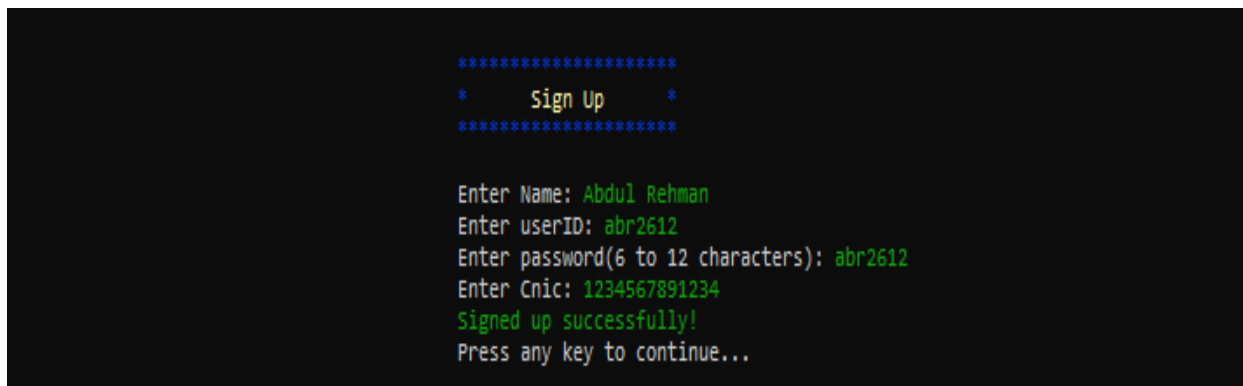 *********************
* Sign Up *
*********************
Enter Name: Abdul Rehman
Enter userID: abr2612
Enter password(6 to 12 characters): abr2612
Enter Cnic: 1234567891234
Signed up successfully!
Press any key to continue...